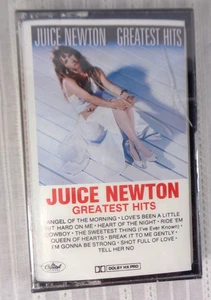 JUICE NEWTON GREATEST HITS
JUICE NEWTON
GREATEST HITS
ANGEL OF THE MORNING · LOVE'S BEEN A LITTLE
BIT HARD ON ME · HEART OF THE NIGHT · RIDE 'EM
COWBOY · THE SWEETEST THING (I've Ever Known) ·
QUEEN OF HEARTS · BREAK IT TO ME GENTLY ·
I'M GONNA BE STRONG · SHOT FULL OF LOVE ·
TELL HER NO
Capitol
DOLBY HX PRO